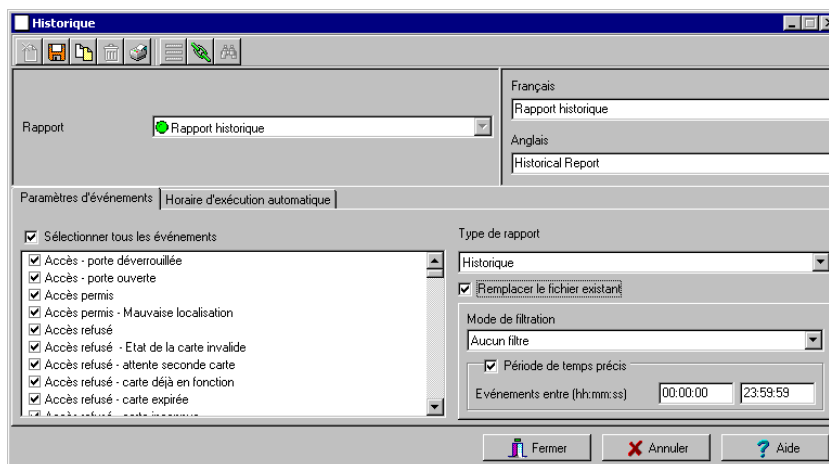 Historique
Français
Rapport historique
Rapport
Rapport historique
Anglais
Historical Report
Paramètres d'événements
Horaire d'exécution automatique
Sélectionner tous les événements
Accès - porte déverrouillée
Accès - porte ouverte
Accès permis
Accès permis - Mauvaise localisation
Accès refusé
Accès refusé - Etat de la carte invalide
Accès refusé - attente seconde carte
Accès refusé - carte déjà en fonction
Accès refusé - carte expirée
Type de rapport
Historique
Remplacer le fichier existant
Mode de filtration
Aucun filtre
Période de temps précis
Evénements entre (hh:mm:ss)
00:00:00
23:59:59
Fermer
Annuler
Aide